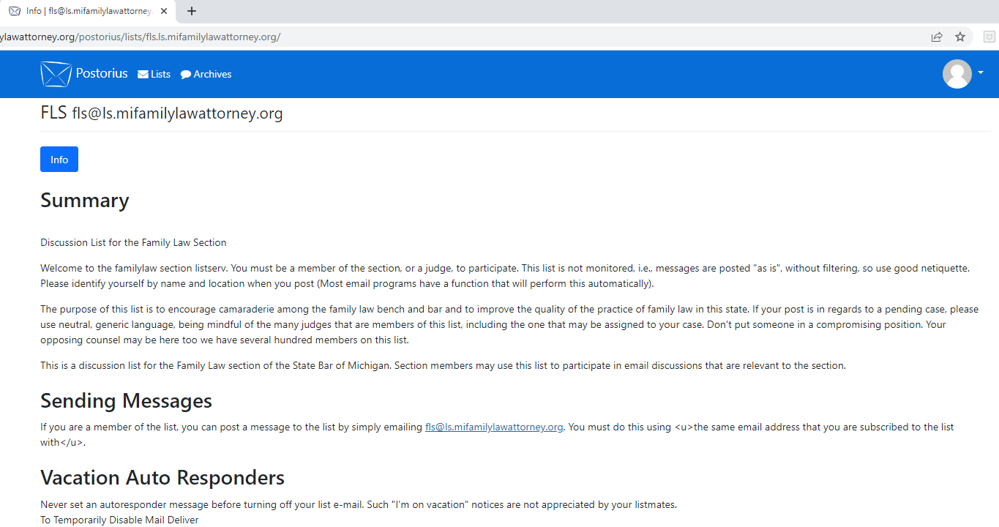 Info | fls@ls.mifamilylawattorney.
ylawattorney.org/postorius/lists/fls.ls.mifamilylawattorney.org/
Postorius Lists Archives
FLS fls@ls.mifamilylawattorney.org
Info
Summary
Discussion List for the Family Law Section
Welcome to the familylaw section listserv. You must be a member of the section, or a judge, to participate. This list is not monitored, i.e., messages are posted "as is", without filtering, so use good netiquette.
Please identify yourself by name and location when you post (Most email programs have a function that will perform this automatically).
The purpose of this list is to encourage camaraderie among the family law bench and bar and to improve the quality of the practice of family law in this state. If your post is in regards to a pending case, please
use neutral, generic language, being mindful of the many judges that are members of this list, including the one that may be assigned to your case. Don't put someone in a compromising position. Your
opposing counsel may be here too we have several hundred members on this list.
This is a discussion list for the Family Law section of the State Bar of Michigan. Section members may use this list to participate in email discussions that are relevant to the section.
Sending Messages
If you are a member of the list, you can post a message to the list by simply emailing fls@ls.mifamilylawattorney.org. You must do this using <u>the same email address that you are subscribed to the list
with</u>.
Vacation Auto Responders
Never set an autoresponder message before turning off your list e-mail. Such "I'm on vacation" notices are not appreciated by your listmates.
To Temporarily Disable Mail Deliver